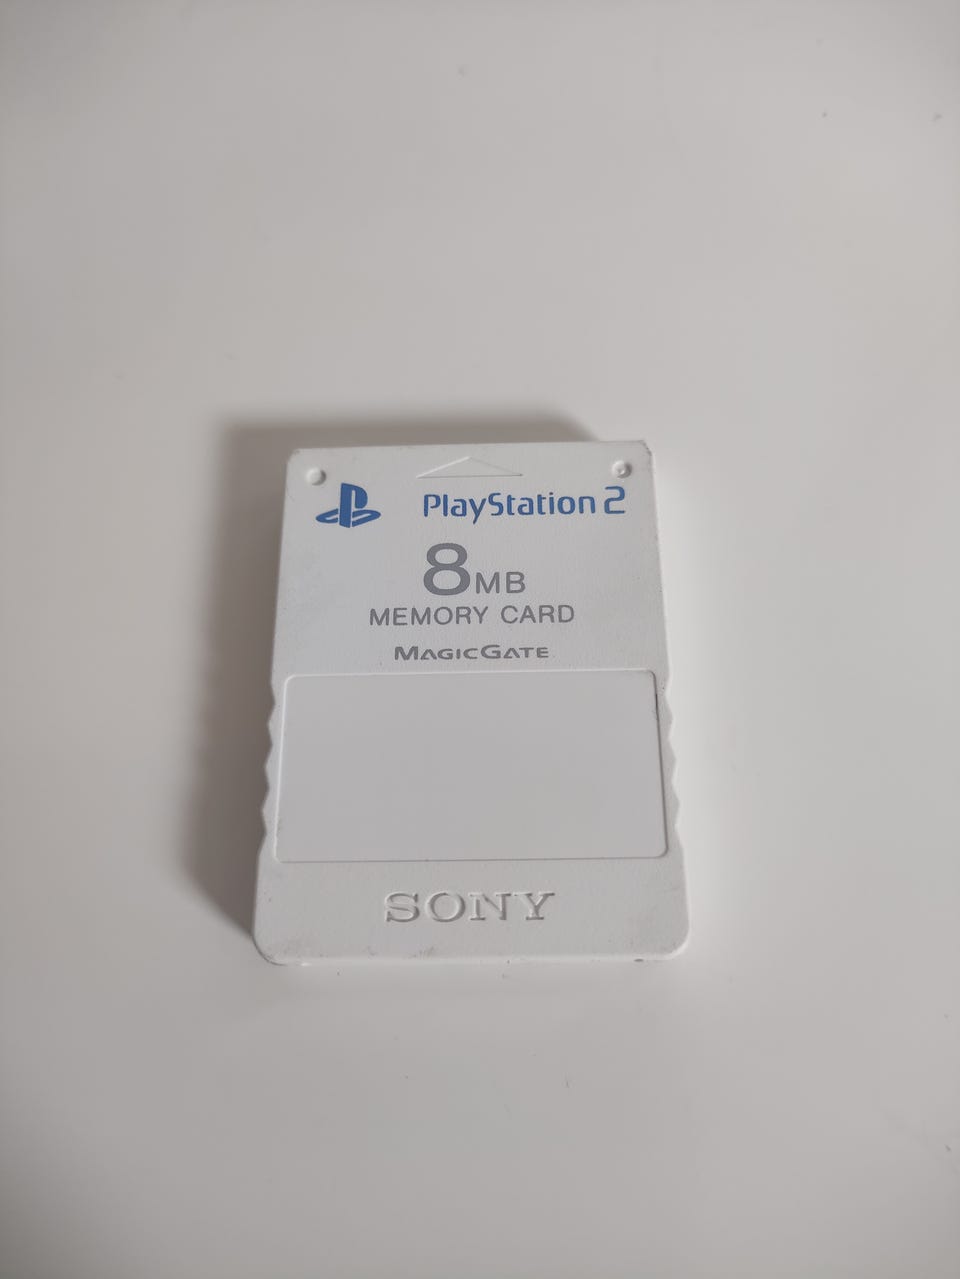 PlayStation 2
8MB
MEMORY CARD
MAGICGATE
SONY